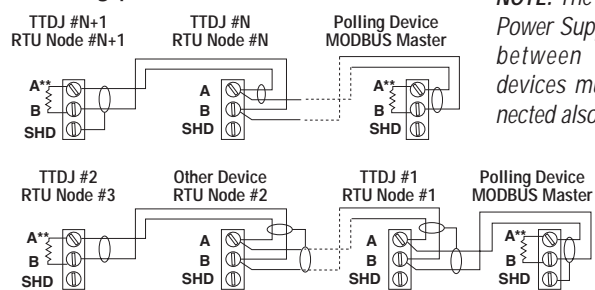 NOTE: The
Power Sup
between
devices mu
nected also
TTDJ #N+1
RTU Node #N+1
TTDJ #N
RTU Node #N
Polling Device
MODBUS Master
A**
B
SHD
A
B
SHD
A**
B
SHD
TTDJ #2
RTU Node #3
Other Device
RTU Node #2
TTDJ #1
RTU Node #1
Polling Device
MODBUS Master
A**
B
SHD
A
B
SHD
A
B
SHD
A**
B
SHD